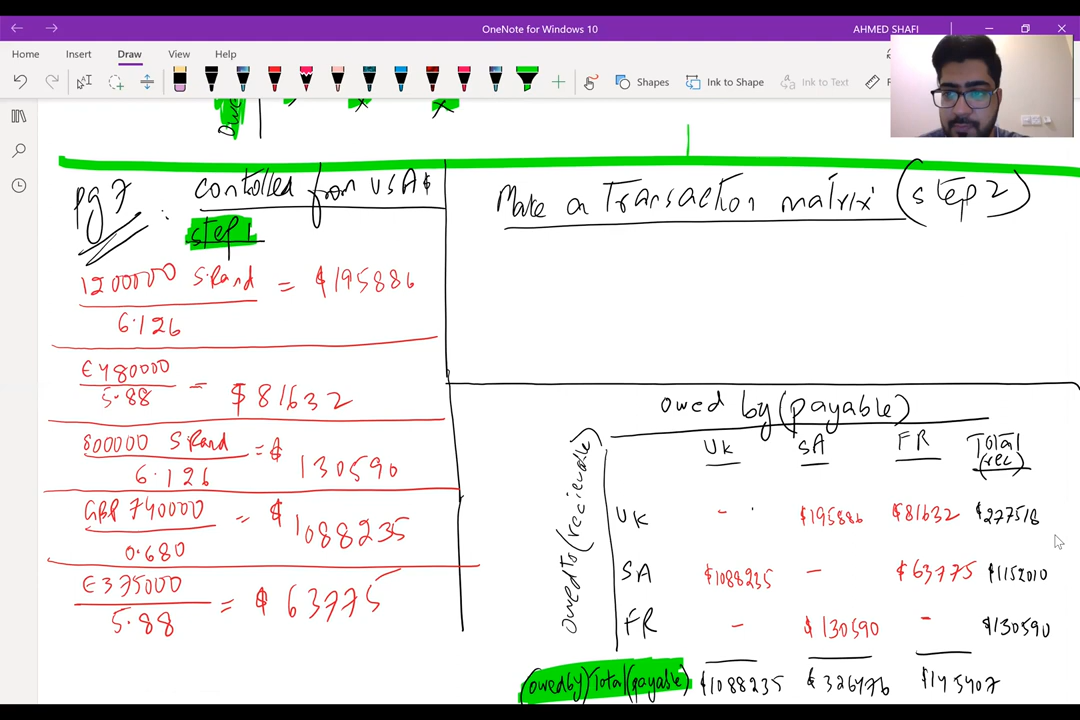 OneNote for Windows 10
AHMED SHAFI
Home Insert Draw View Help
Shapes Ink to Shape Ink to Text
Owe
x x
Pg 7
: controlled from USA $
step 1
1200000 S.Rand = $195886
6.126
€480000 = $81632
5.88
800000 S Rand = $130590
6.126
GBP 740000 = $1088235
0.680
€375000 = $63775
5.88
Make a Transaction matrix (step 2)
owed by (payable)
owed to (recievable)
UK SA FR Total (rec)
UK - $195886 $81632 $277518
SA $1088235 - $63775 $1152010
FR - $130590 - $130590
(owed by) Total (payable) $1088235 $326476 $145407